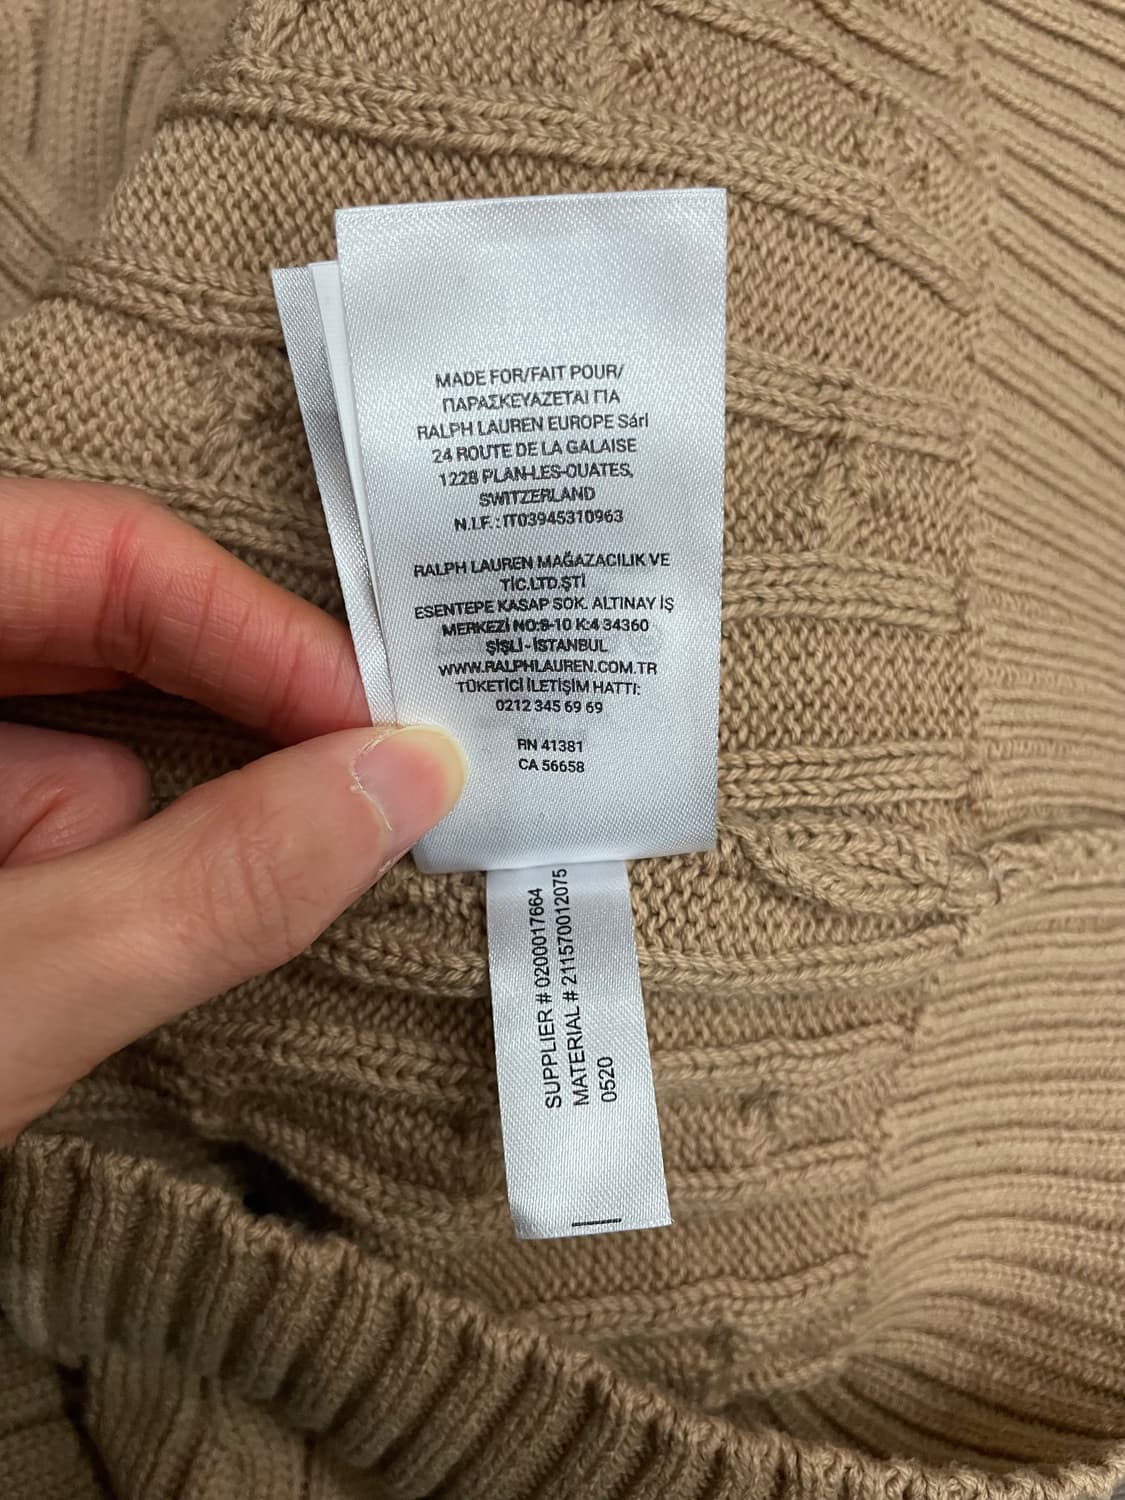 MADE FOR/FAIT POUR/
ΠΑΡΑΣΚΕΥΑΖΕΤΑΙ ΓΙΑ
RALPH LAUREN EUROPE Sárl
24 ROUTE DE LA GALAISE
1228 PLAN-LES-OUATES,
SWITZERLAND
N.I.F.: IT03945310963
RALPH LAUREN MAĞAZACILIK VE
TİC.LTD.ŞTİ
ESENTEPE KASAP SOK. ALTINAY İŞ
MERKEZİ NO:8-10 K:4 34360
ŞİŞLİ - İSTANBUL
WWW.RALPHLAUREN.COM.TR
TÜKETİCİ İLETİŞİM HATTI:
0212 345 69 69
RN 41381
CA 56658
SUPPLIER # 0200017664
MATERIAL # 211570012075
0520